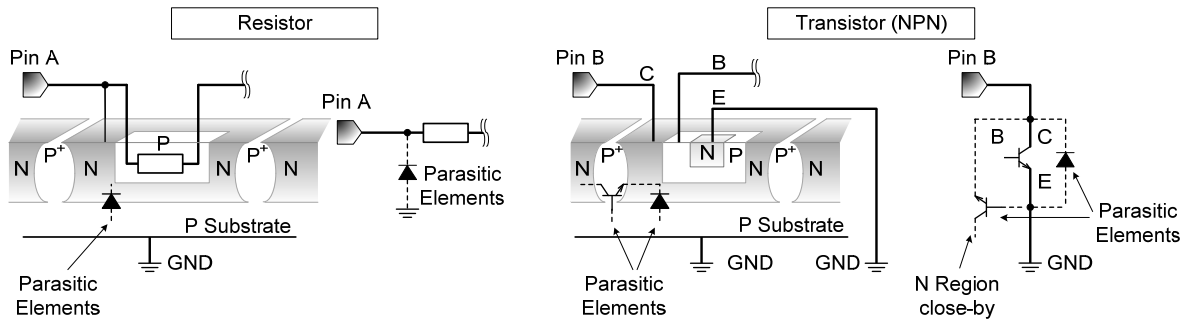 Resistor
Transistor (NPN)
Pin A
Pin A
N
P+
N
P
P+
N
N
Parasitic
Elements
P Substrate
GND
Parasitic
Elements
Pin B
C
B
E
N
P+
N
N
P
P+
N
N
P Substrate
GND
GND
Parasitic
Elements
Pin B
B
C
E
Parasitic
Elements
GND
N Region
close-by